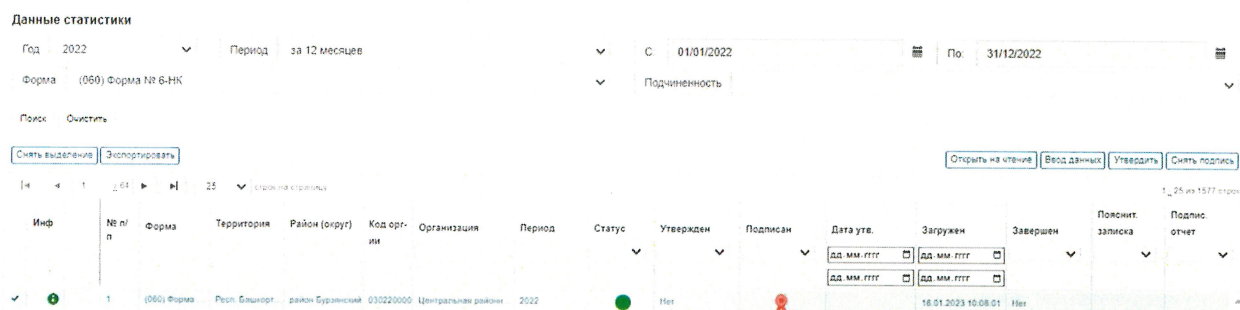 Данные статистики
Год 2022 Период за 12 месяцев С 01/01/2022 По: 31/12/2022
Форма (060) Форма № 6-НК Подчиненность
Поиск Очистить
Снять выделение Экспортировать Открыть на чтение Ввод данных Утвердить Снять подпись
1 / 64 25 строк на страницу
1 _ 25 из 1577 строк
Инф № п/п Форма Территория Район (округ) Код орг-ии Организация Период Статус Утвержден Подписан Дата утв. Загружен Завершен Пояснит. записка Подпис. отчет
дд.мм.гггг дд.мм.гггг
дд.мм.гггг дд.мм.гггг
1 (060) Форма... Респ. Башкорт... район Бурзянский 030220000 Центральная районн... 2022 Нет 16.01.2023 10:08:01 Нет